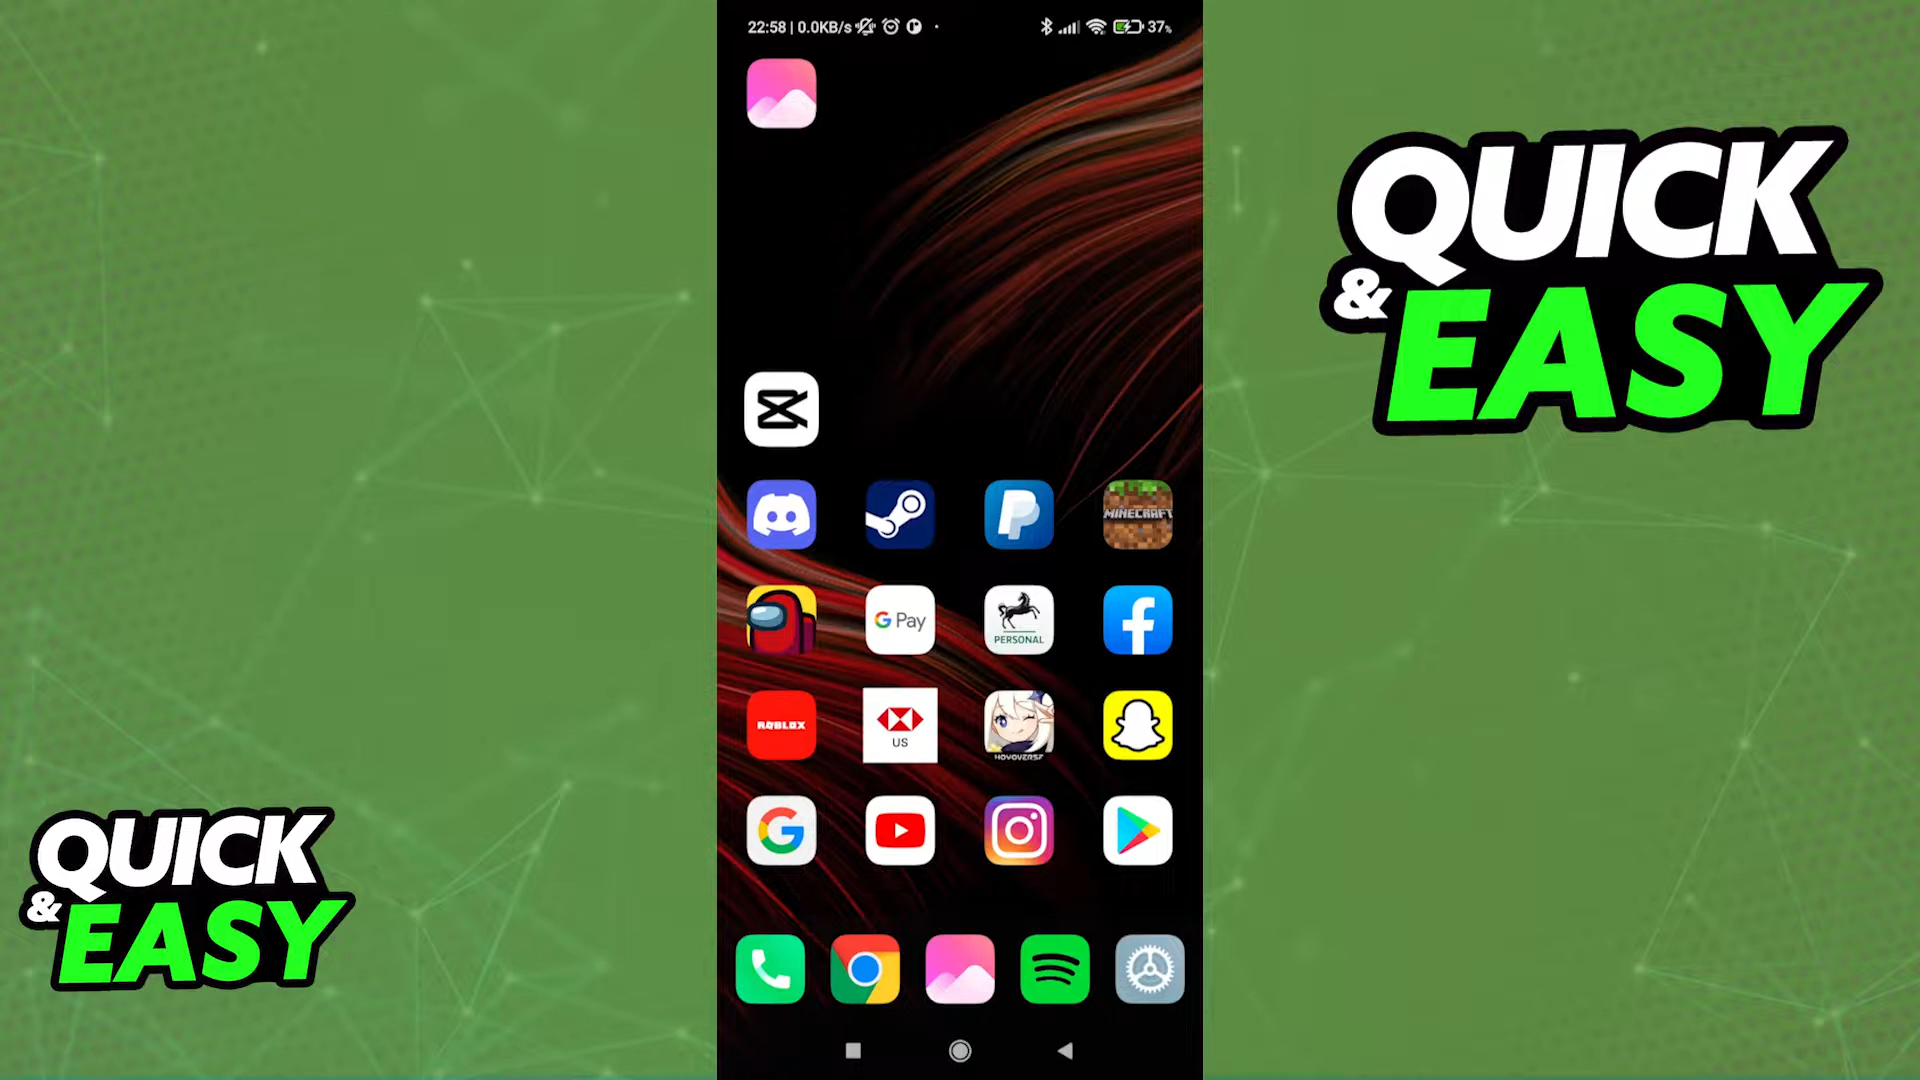 22:58 | 0.0KB/s
37%
QUICK
& EASY
MINECRAFT
G Pay
PERSONAL
ROBLOX
US
HOYOVERSE
QUICK
& EASY